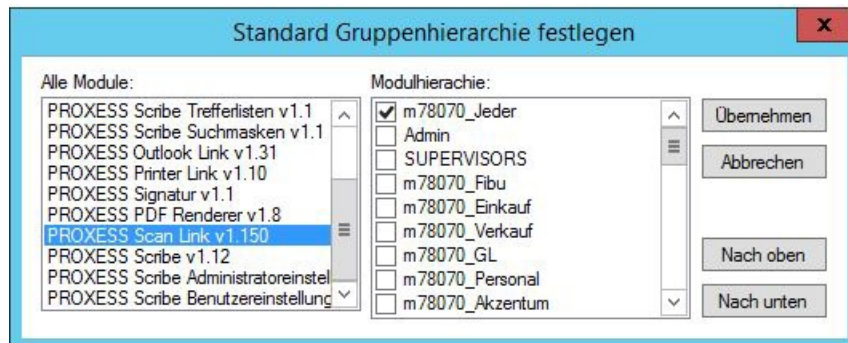 Standard Gruppenhierarchie festlegen
x
Alle Module:
PROXESS Scribe Trefferlisten v1.1
PROXESS Scribe Suchmasken v1.1
PROXESS Outlook Link v1.31
PROXESS Printer Link v1.10
PROXESS Signatur v1.1
PROXESS PDF Renderer v1.8
PROXESS Scan Link v1.150
PROXESS Scribe v1.12
PROXESS Scribe Administratoreinstel
PROXESS Scribe Benutzereinstellung
Modulhierachie:
m78070_Jeder
Admin
SUPERVISORS
m78070_Fibu
m78070_Einkauf
m78070_Verkauf
m78070_GL
m78070_Personal
m78070_Akzentum
Übernehmen
Abbrechen
Nach oben
Nach unten